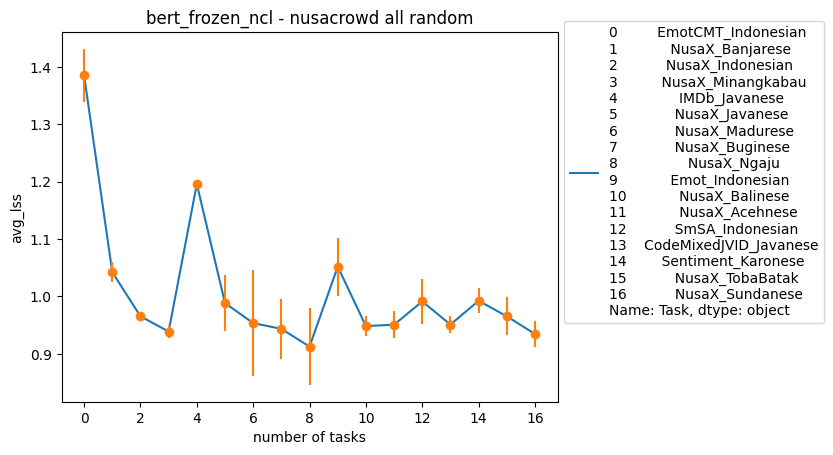 bert_frozen_ncl - nusacrowd all random
avg_lss
1.4
1.3
1.2
1.1
1.0
0.9
0 2 4 6 8 10 12 14 16
number of tasks
0 EmotCMT_Indonesian
1 NusaX_Banjarese
2 NusaX_Indonesian
3 NusaX_Minangkabau
4 IMDb_Javanese
5 NusaX_Javanese
6 NusaX_Madurese
7 NusaX_Buginese
8 NusaX_Ngaju
9 Emot_Indonesian
10 NusaX_Balinese
11 NusaX_Acehnese
12 SmSA_Indonesian
13 CodeMixedJVID_Javanese
14 Sentiment_Karonese
15 NusaX_TobaBatak
16 NusaX_Sundanese
Name: Task, dtype: object